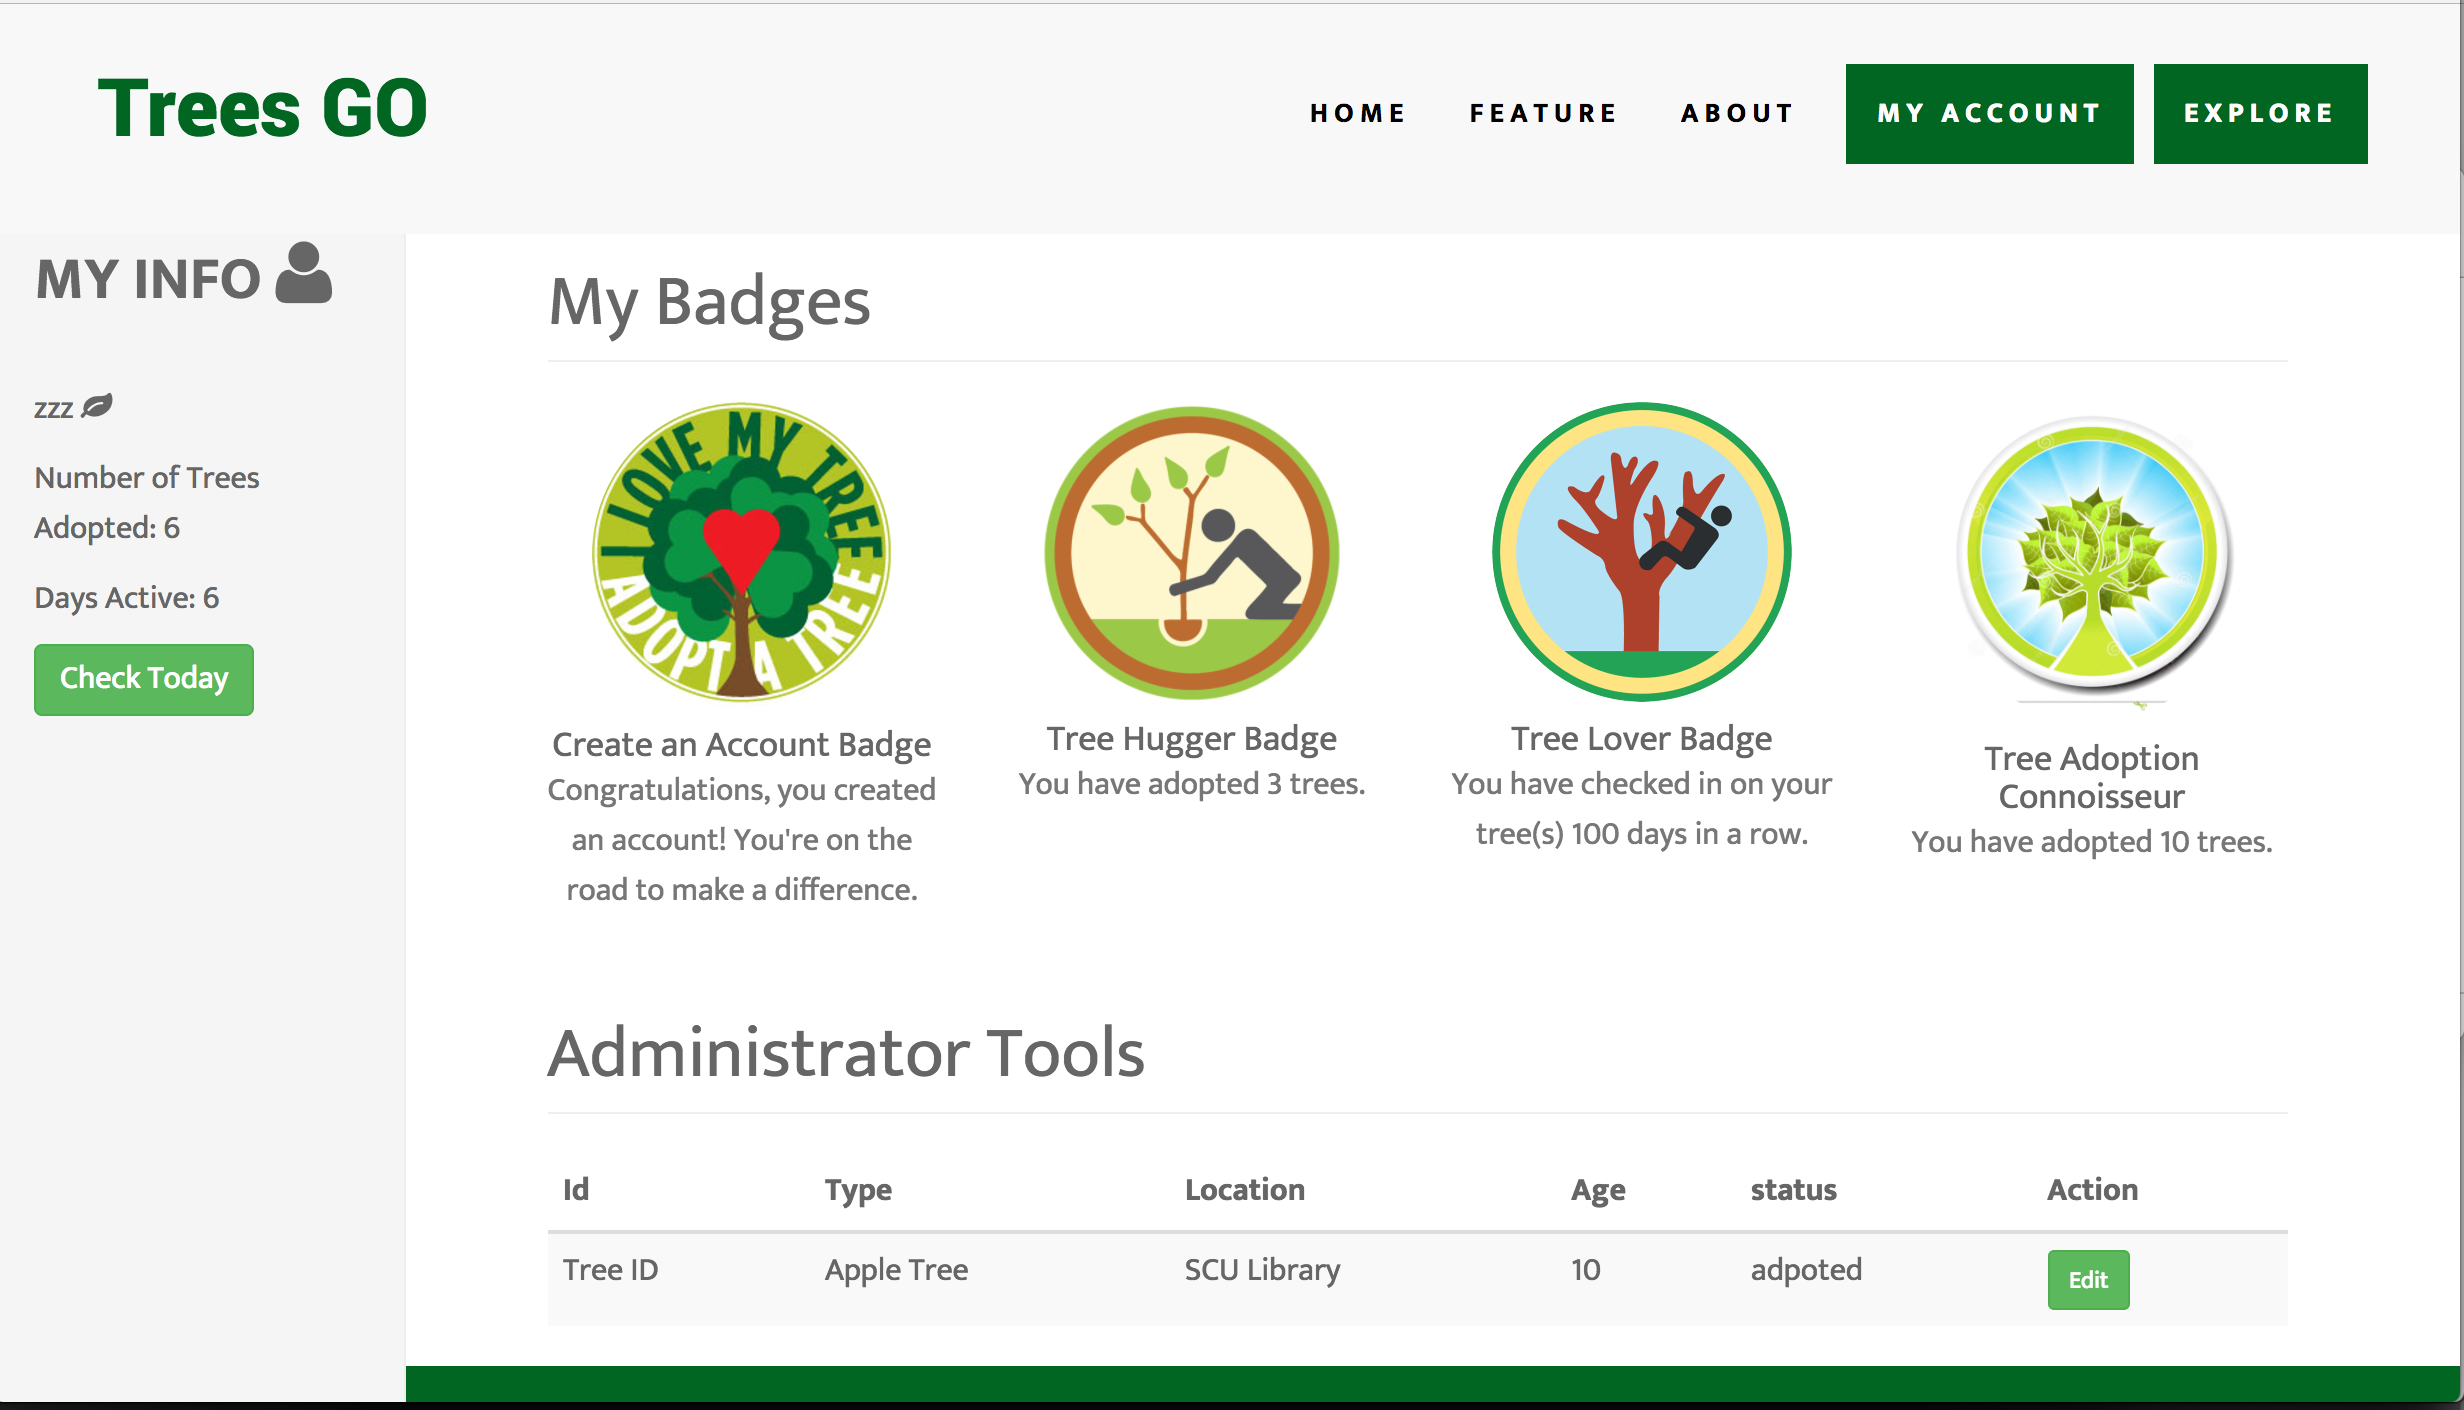 Trees GO
HOME FEATURE ABOUT MY ACCOUNT EXPLORE
MY INFO
zzz
Number of Trees
Adopted: 6
Days Active: 6
Check Today
My Badges
I LOVE MY TREE
ADOPT A TREE
Create an Account Badge
Congratulations, you created
an account! You're on the
road to make a difference.
Tree Hugger Badge
You have adopted 3 trees.
Tree Lover Badge
You have checked in on your
tree(s) 100 days in a row.
Tree Adoption
Connoisseur
You have adopted 10 trees.
Administrator Tools
Id Type Location Age status Action
Tree ID Apple Tree SCU Library 10 adpoted Edit